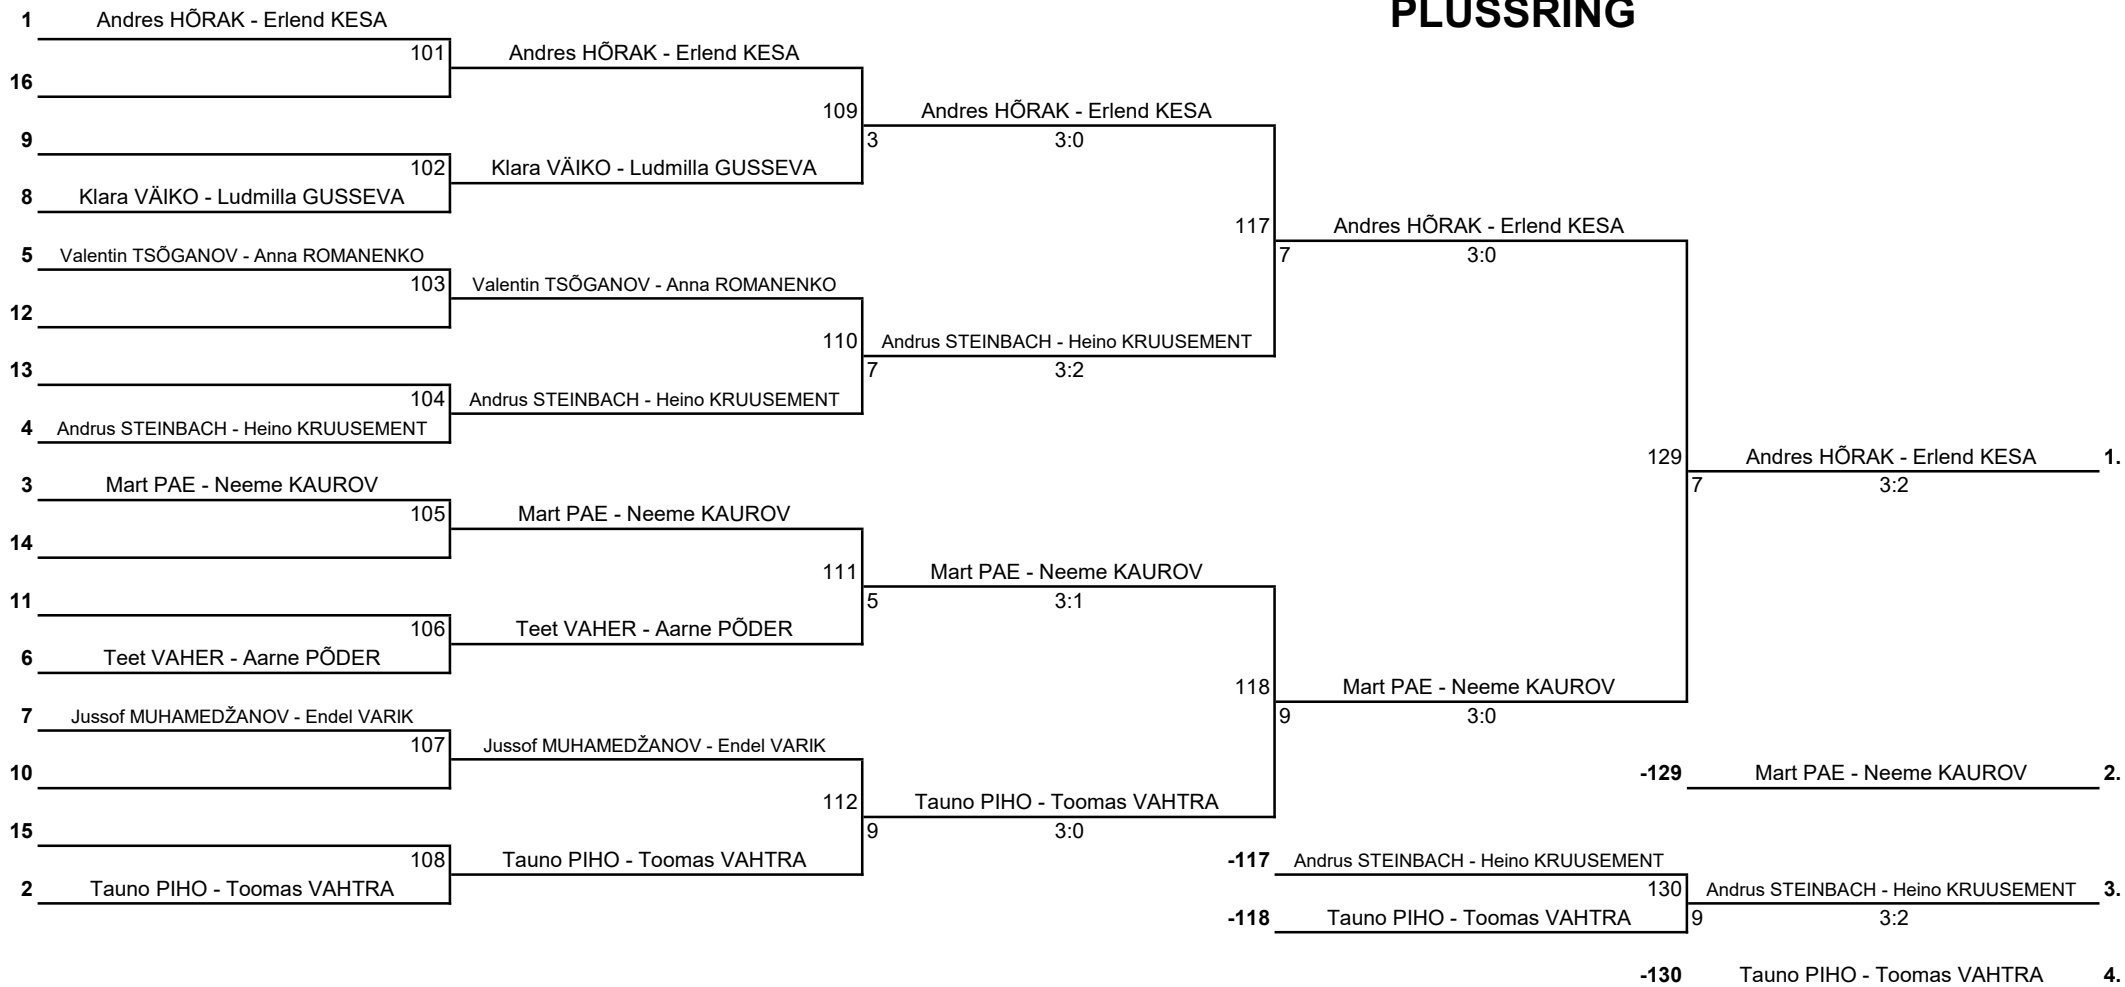 PLUSSRING
1 Andres HÕRAK - Erlend KESA
101 Andres HÕRAK - Erlend KESA
16
109 Andres HÕRAK - Erlend KESA
9
3 3:0
102 Klara VÄIKO - Ludmilla GUSSEVA
8 Klara VÄIKO - Ludmilla GUSSEVA
117 Andres HÕRAK - Erlend KESA
5 Valentin TSÕGANOV - Anna ROMANENKO
7 3:0
103 Valentin TSÕGANOV - Anna ROMANENKO
12
110 Andrus STEINBACH - Heino KRUUSEMENT
13
7 3:2
104 Andrus STEINBACH - Heino KRUUSEMENT
4 Andrus STEINBACH - Heino KRUUSEMENT
129 Andres HÕRAK - Erlend KESA 1.
3 Mart PAE - Neeme KAUROV
7 3:2
105 Mart PAE - Neeme KAUROV
14
111 Mart PAE - Neeme KAUROV
11
5 3:1
106 Teet VAHER - Aarne PÕDER
6 Teet VAHER - Aarne PÕDER
118 Mart PAE - Neeme KAUROV
7 Jussof MUHAMEDŽANOV - Endel VARIK
9 3:0
107 Jussof MUHAMEDŽANOV - Endel VARIK
10
-129 Mart PAE - Neeme KAUROV 2.
112 Tauno PIHO - Toomas VAHTRA
15
9 3:0
108 Tauno PIHO - Toomas VAHTRA
-117 Andrus STEINBACH - Heino KRUUSEMENT
2 Tauno PIHO - Toomas VAHTRA
130 Andrus STEINBACH - Heino KRUUSEMENT 3.
-118 Tauno PIHO - Toomas VAHTRA
9 3:2
-130 Tauno PIHO - Toomas VAHTRA 4.